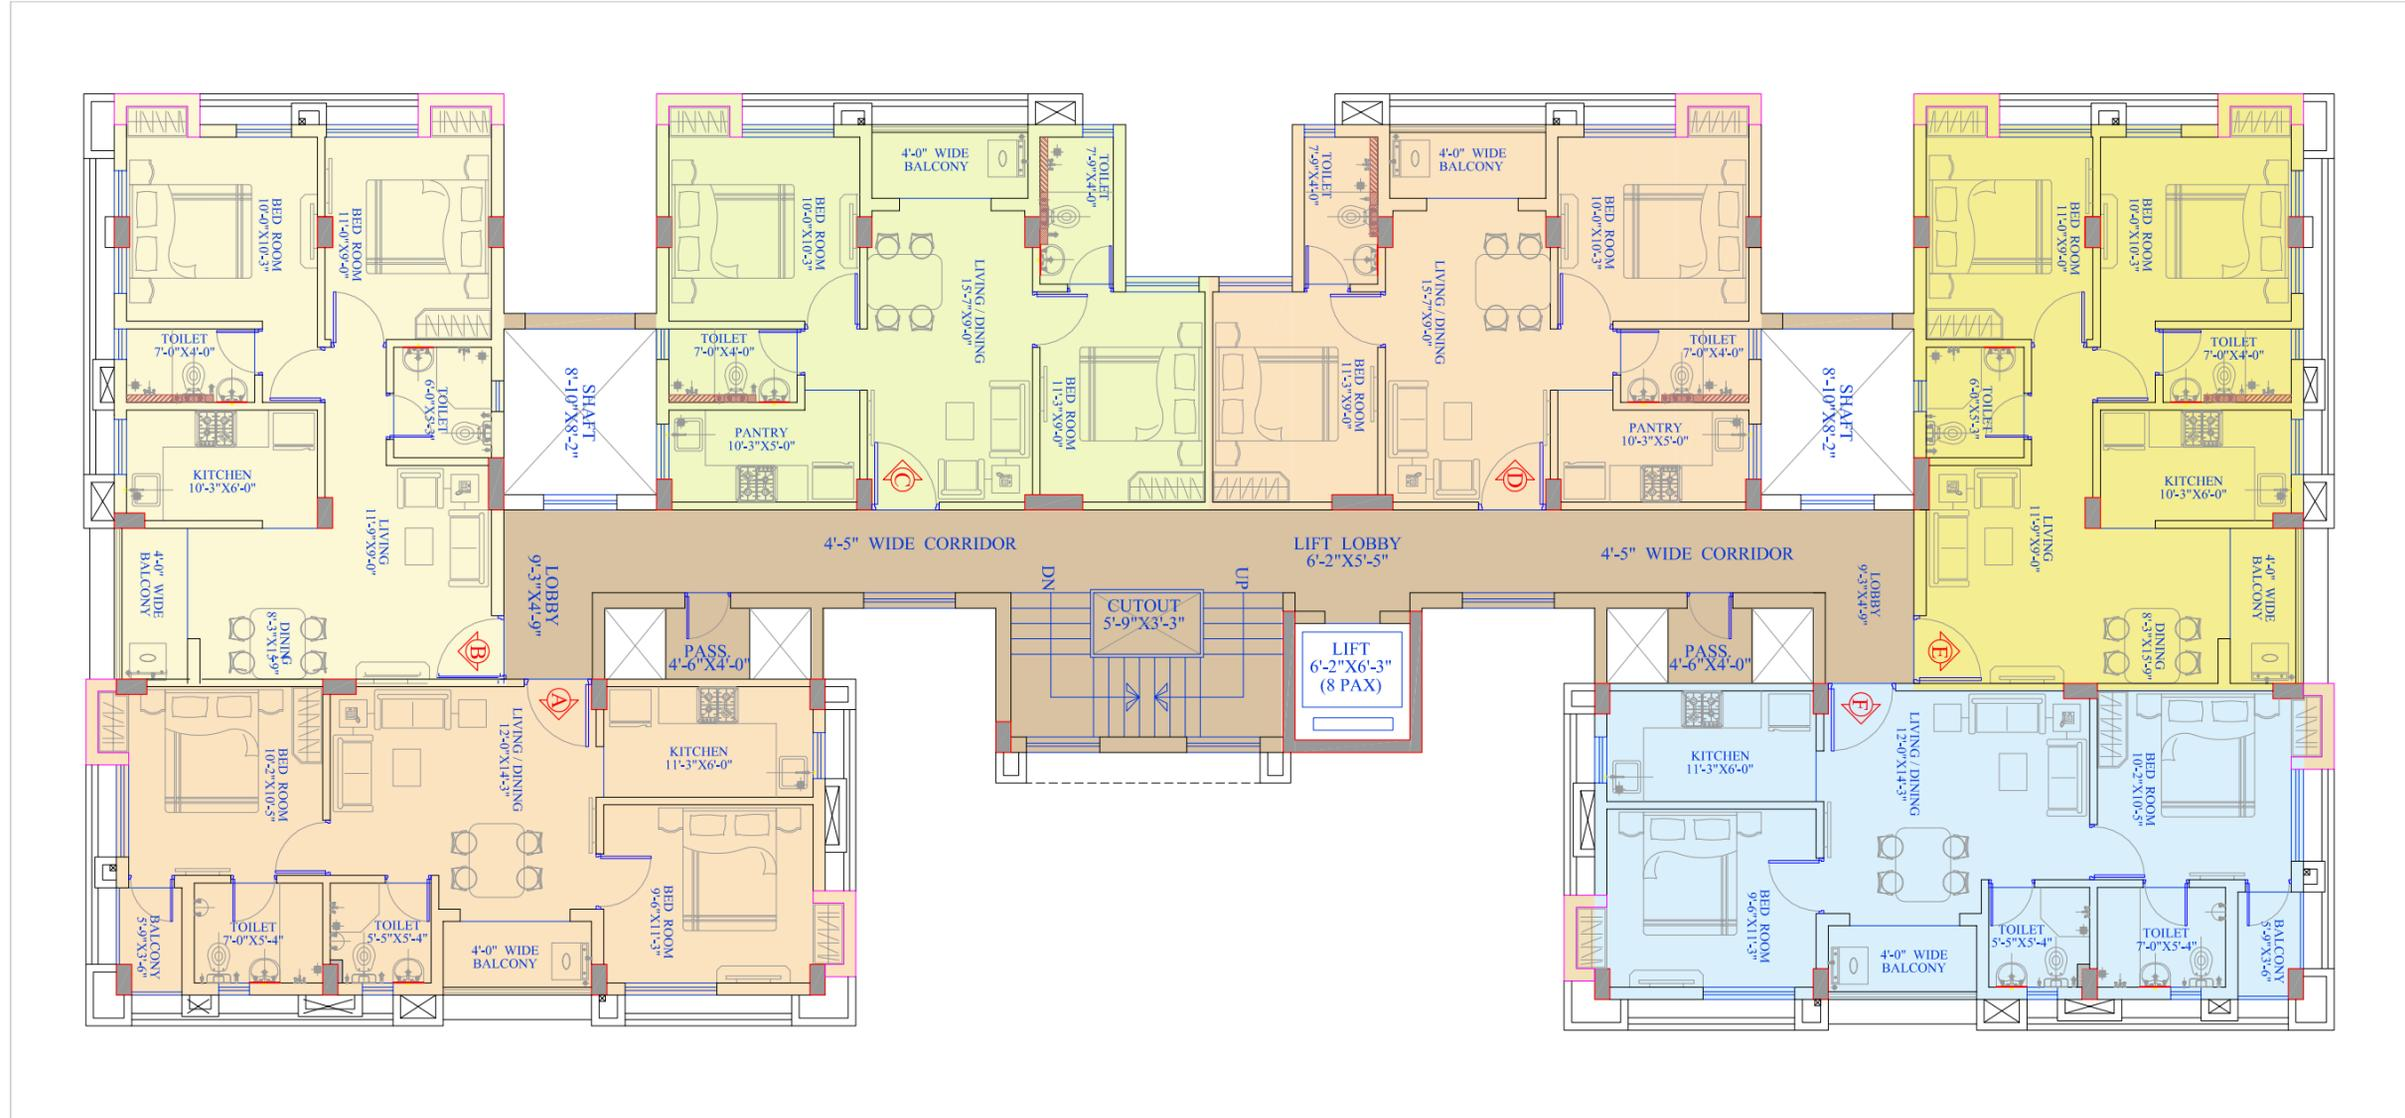 BED ROOM
10'-0"X10'-3"
BED ROOM
11'-0"X9'-0"
TOILET
7'-0"X4'-0"
TOILET
6'-0"X5'-3"
KITCHEN
10'-3"X6'-0"
LIVING
11'-9"X9'-0"
4'-0" WIDE
BALCONY
DINING
8'-3"X15'-9"
B
SHAFT
8'-10"X8'-2"
BED ROOM
10'-0"X10'-3"
4'-0" WIDE
BALCONY
TOILET
7'-9"X4'-0"
LIVING / DINING
15'-7"X9'-0"
TOILET
7'-0"X4'-0"
PANTRY
10'-3"X5'-0"
BED ROOM
11'-3"X9'-0"
C
TOILET
7'-9"X4'-0"
4'-0" WIDE
BALCONY
BED ROOM
10'-0"X10'-3"
LIVING / DINING
15'-7"X9'-0"
BED ROOM
11'-3"X9'-0"
TOILET
7'-0"X4'-0"
PANTRY
10'-3"X5'-0"
D
SHAFT
8'-10"X8'-2"
BED ROOM
11'-0"X9'-0"
BED ROOM
10'-0"X10'-3"
TOILET
7'-0"X4'-0"
TOILET
6'-0"X5'-3"
KITCHEN
10'-3"X6'-0"
LIVING
11'-9"X9'-0"
4'-0" WIDE
BALCONY
DINING
8'-3"X15'-9"
E
LOBBY
9'-3"X4'-9"
4'-5" WIDE CORRIDOR
LIFT LOBBY
6'-2"X5'-5"
4'-5" WIDE CORRIDOR
LOBBY
9'-3"X4'-9"
DN
UP
CUTOUT
5'-9"X3'-3"
PASS.
4'-6"X4'-0"
LIFT
6'-2"X6'-3"
(8 PAX)
PASS.
4'-6"X4'-0"
A
BED ROOM
10'-2"X10'-5"
LIVING / DINING
12'-0"X14'-3"
KITCHEN
11'-3"X6'-0"
BED ROOM
9'-6"X11'-3"
BALCONY
5'-9"X3'-6"
TOILET
7'-0"X5'-4"
TOILET
5'-5"X5'-4"
4'-0" WIDE
BALCONY
F
KITCHEN
11'-3"X6'-0"
LIVING / DINING
12'-0"X14'-3"
BED ROOM
10'-2"X10'-5"
BED ROOM
9'-6"X11'-3"
4'-0" WIDE
BALCONY
TOILET
5'-5"X5'-4"
TOILET
7'-0"X5'-4"
BALCONY
5'-9"X3'-6"